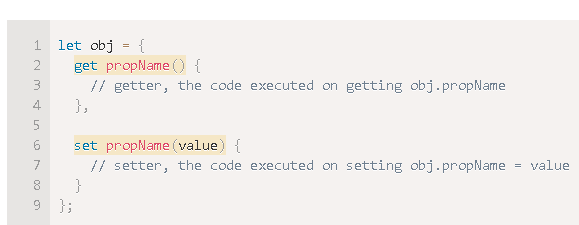 1 let obj = {
2   get propName() {
3     // getter, the code executed on getting obj.propName
4   },
5
6   set propName(value) {
7     // setter, the code executed on setting obj.propName = value
8   }
9 };